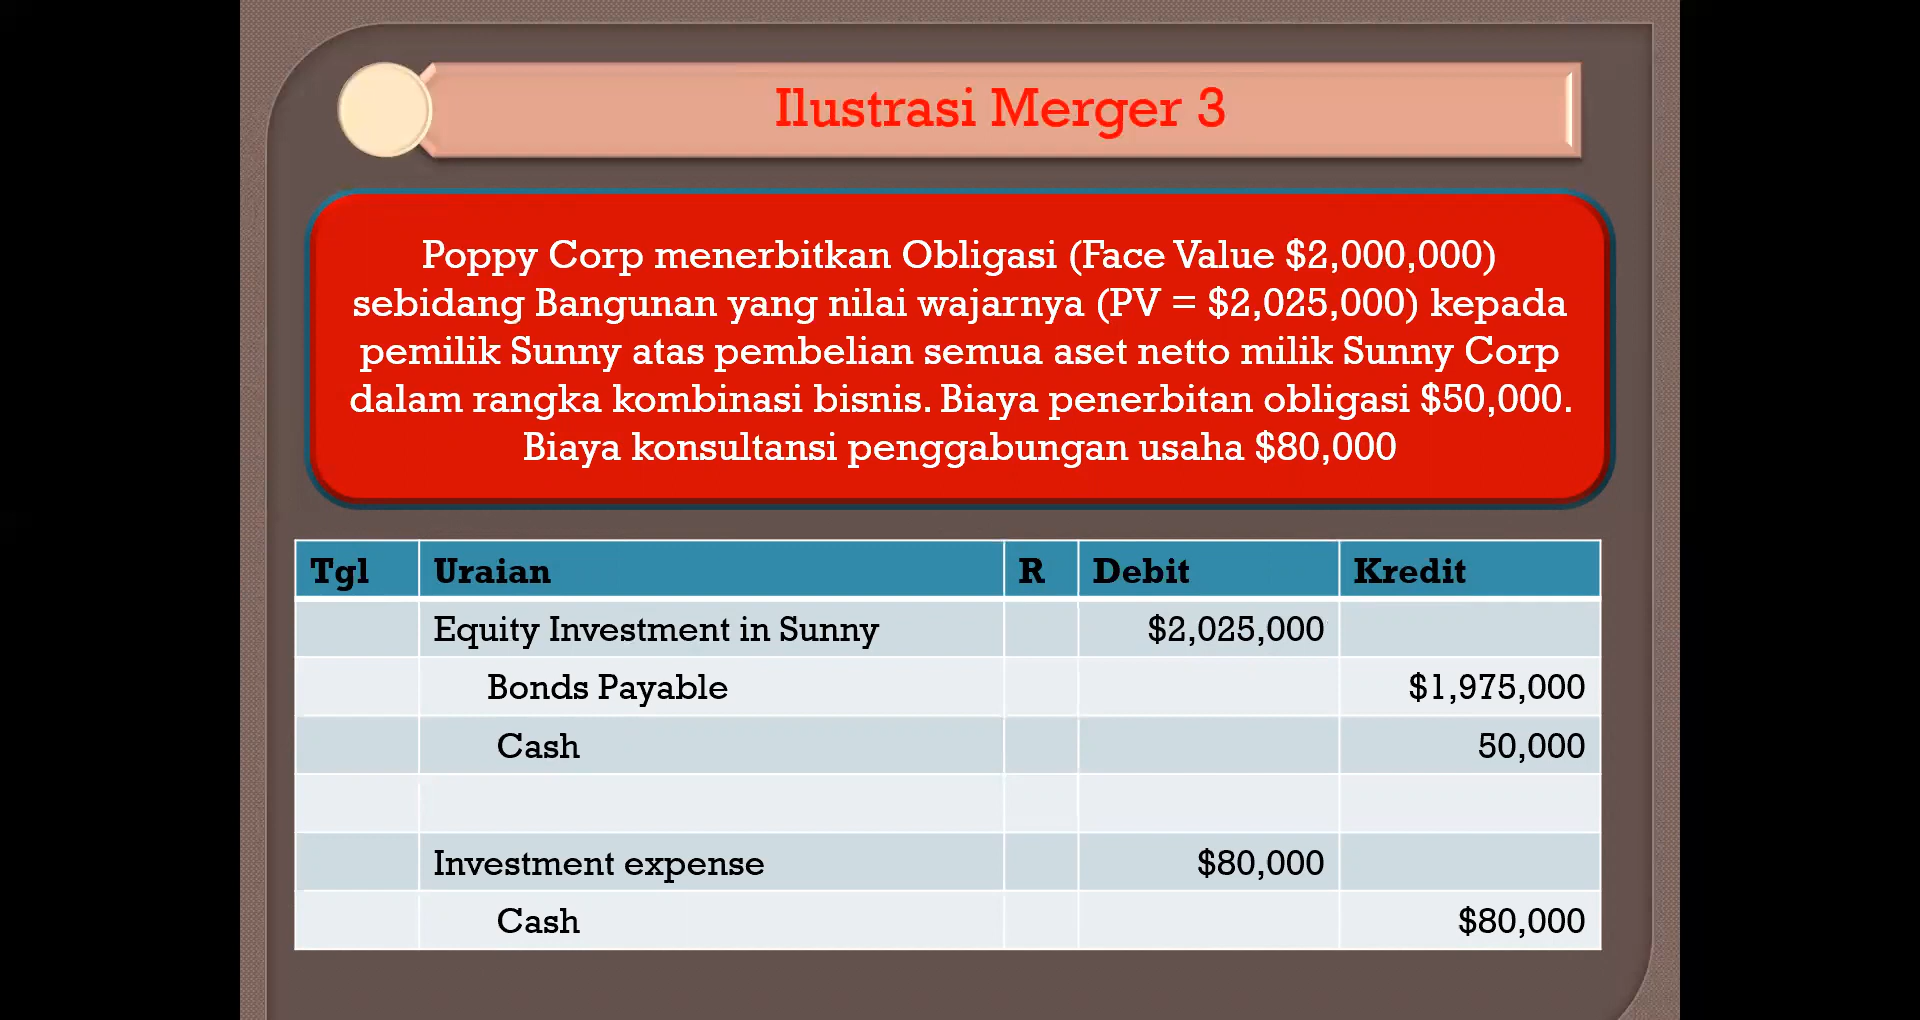 Ilustrasi Merger 3
Poppy Corp menerbitkan Obligasi (Face Value $2,000,000)
sebidang Bangunan yang nilai wajarnya (PV = $2,025,000) kepada
pemilik Sunny atas pembelian semua aset netto milik Sunny Corp
dalam rangka kombinasi bisnis. Biaya penerbitan obligasi $50,000.
Biaya konsultansi penggabungan usaha $80,000
Tgl Uraian R Debit Kredit
Equity Investment in Sunny $2,025,000
Bonds Payable $1,975,000
Cash 50,000
Investment expense $80,000
Cash $80,000